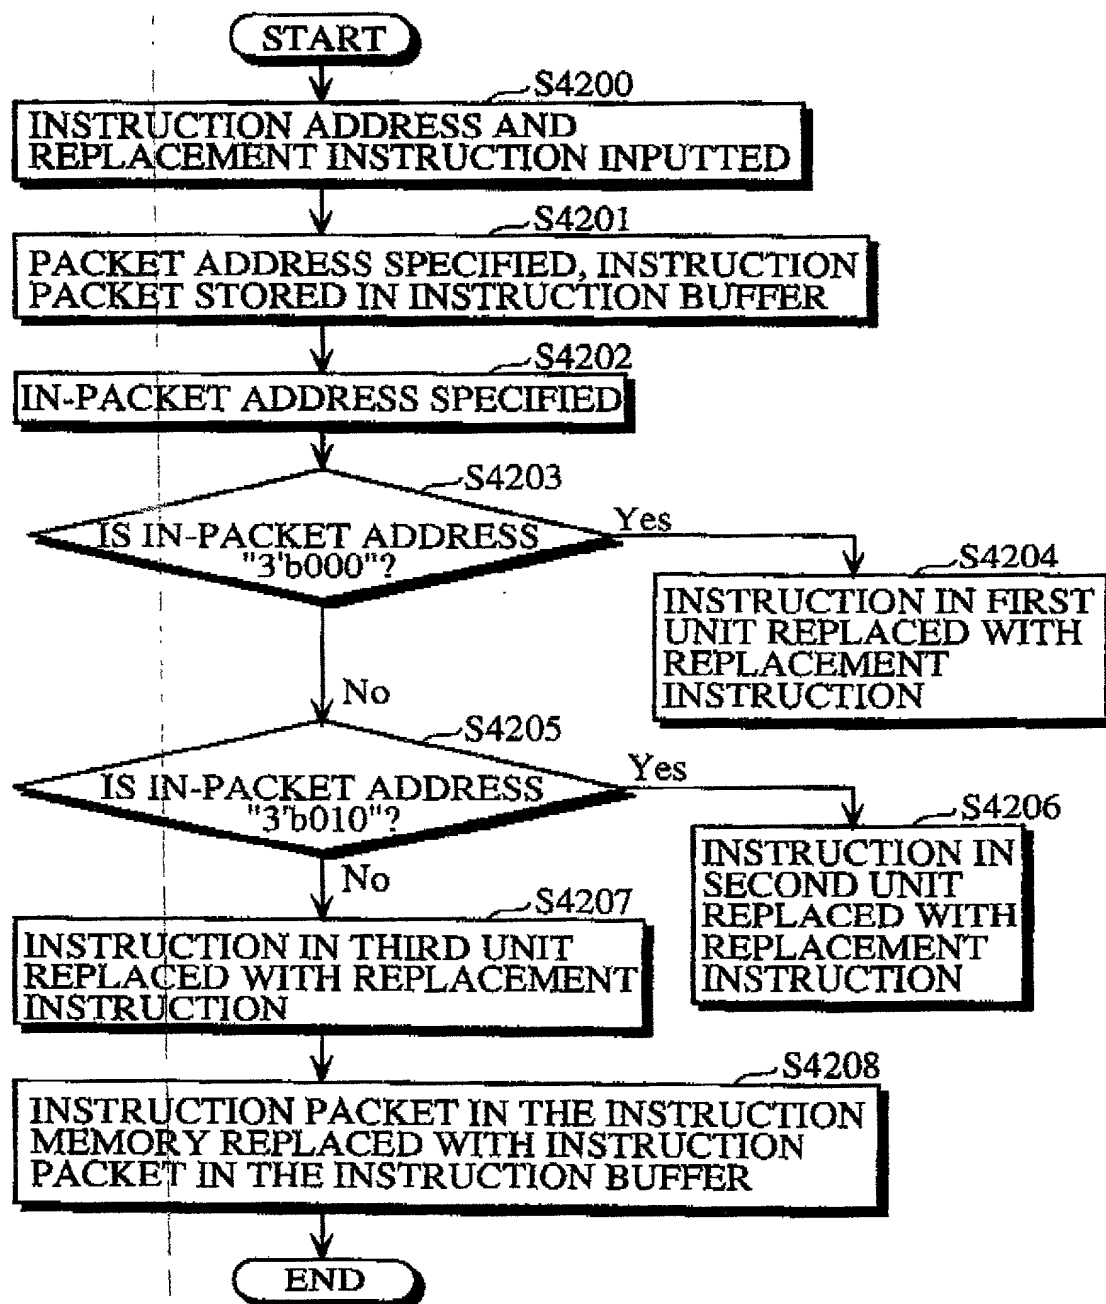 START
S4200
INSTRUCTION ADDRESS AND
REPLACEMENT INSTRUCTION INPUTTED
S4201
PACKET ADDRESS SPECIFIED, INSTRUCTION
PACKET STORED IN INSTRUCTION BUFFER
S4202
IN-PACKET ADDRESS SPECIFIED
S4203
IS IN-PACKET ADDRESS
"3'b000"?
Yes
S4204
INSTRUCTION IN FIRST
UNIT REPLACED WITH
REPLACEMENT
INSTRUCTION
No
S4205
IS IN-PACKET ADDRESS
"3'b010"?
Yes
S4206
INSTRUCTION IN
SECOND UNIT
REPLACED WITH
REPLACEMENT
INSTRUCTION
No
S4207
INSTRUCTION IN THIRD UNIT
REPLACED WITH REPLACEMENT
INSTRUCTION
S4208
INSTRUCTION PACKET IN THE INSTRUCTION
MEMORY REPLACED WITH INSTRUCTION
PACKET IN THE INSTRUCTION BUFFER
END